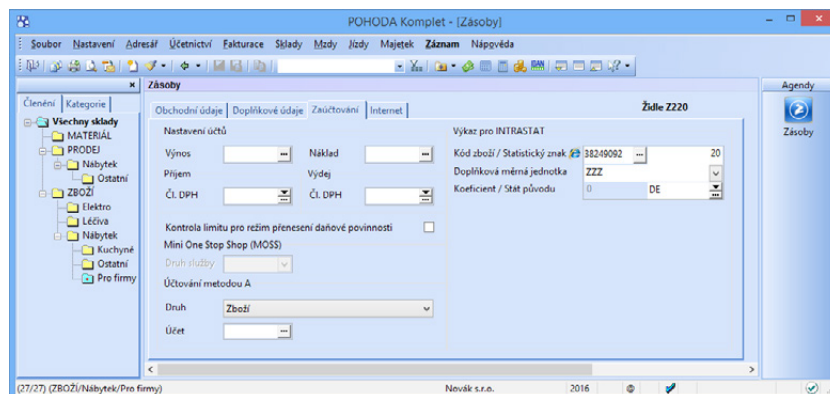 POHODA Komplet - [Zásoby]
Soubor Nastavení Adresář Účetnictví Fakturace Sklady Mzdy Jízdy Majetek Záznam Nápověda
Zásoby
Agendy
Členění Kategorie
Obchodní údaje Doplňkové údaje Zaúčtování Internet
Židle Z220
Zásoby
Všechny sklady
MATERIÁL
PRODEJ
Nábytek
Ostatní
ZBOŽÍ
Elektro
Léčiva
Nábytek
Kuchyně
Ostatní
Pro firmy
Nastavení účtů
Výnos
Náklad
Příjem
Výdej
Čl. DPH
Čl. DPH
Kontrola limitu pro režim přenesení daňové povinnosti
Mini One Stop Shop (MOSS)
Druh služby
Účtování metodou A
Druh Zboží
Účet
Výkaz pro INTRASTAT
Kód zboží / Statistický znak 38249092 20
Doplňková měrná jednotka ZZZ
Koeficient / Stát původu 0 DE
(27/27) (ZBOŽÍ/Nábytek/Pro firmy)
Novák s.r.o.
2016
@